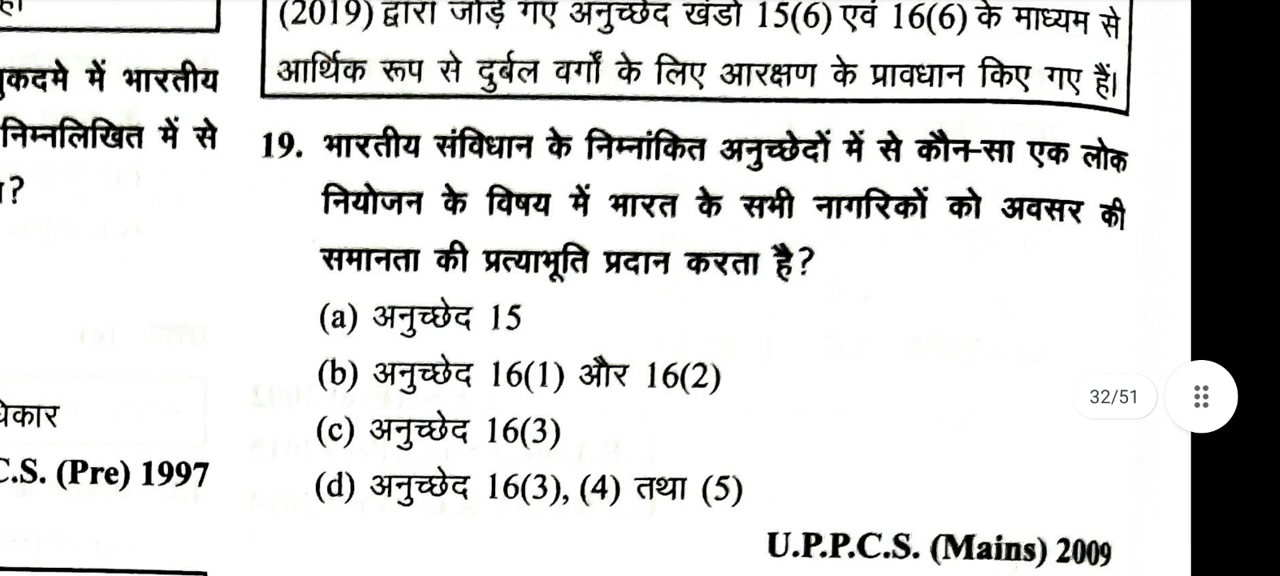 मुकदमे में भारतीय
निम्नलिखित में से
?
C.S. (Pre) 1997
(2019) द्वारा जोड़े गए अनुच्छेद खंडों 15(6) एवं 16(6) के माध्यम से
आर्थिक रूप से दुर्बल वर्गों के लिए आरक्षण के प्रावधान किए गए हैं।
19. भारतीय संविधान के निम्नांकित अनुच्छेदों में से कौन-सा एक लोक
नियोजन के विषय में भारत के सभी नागरिकों को अवसर की
समानता की प्रत्याभूति प्रदान करता है?
(a) अनुच्छेद 15
(b) अनुच्छेद 16(1) और 16(2)
(c) अनुच्छेद 16(3)
(d) अनुच्छेद 16(3), (4) तथा (5)
U.P.P.C.S. (Mains) 2009
32/51